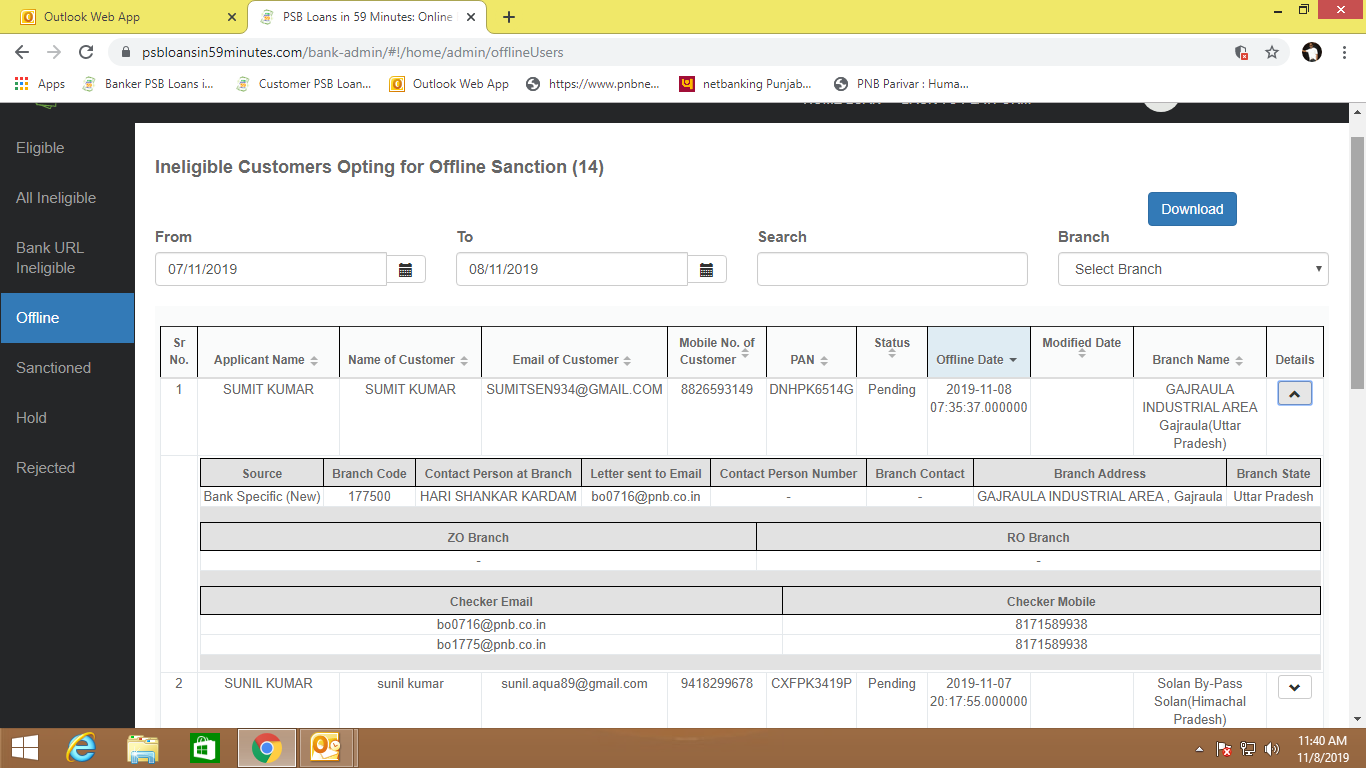 Outlook Web App
PSB Loans in 59 Minutes: Online
psbloansin59minutes.com/bank-admin/#!/home/admin/offlineUsers
Apps Banker PSB Loans i... Customer PSB Loan... Outlook Web App https://www.pnbne... netbanking Punjab... PNB Parivar : Huma...
Eligible
All Ineligible
Bank URL
Ineligible
Offline
Sanctioned
Hold
Rejected
Ineligible Customers Opting for Offline Sanction (14)
Download
From To Search Branch
07/11/2019 08/11/2019 Select Branch
Sr No. Applicant Name Name of Customer Email of Customer Mobile No. of Customer PAN Status Offline Date Modified Date Branch Name Details
1 SUMIT KUMAR SUMIT KUMAR SUMITSEN934@GMAIL.COM 8826593149 DNHPK6514G Pending 2019-11-08 GAJRAULA
07:35:37.000000 INDUSTRIAL AREA
Gajraula(Uttar
Pradesh)
Source Branch Code Contact Person at Branch Letter sent to Email Contact Person Number Branch Contact Branch Address Branch State
Bank Specific (New) 177500 HARI SHANKAR KARDAM bo0716@pnb.co.in - - GAJRAULA INDUSTRIAL AREA , Gajraula Uttar Pradesh
ZO Branch RO Branch
- -
Checker Email Checker Mobile
bo0716@pnb.co.in 8171589938
bo1775@pnb.co.in 8171589938
2 SUNIL KUMAR sunil kumar sunil.aqua89@gmail.com 9418299678 CXFPK3419P Pending 2019-11-07 Solan By-Pass
20:17:55.000000 Solan(Himachal
Pradesh)
11:40 AM
11/8/2019